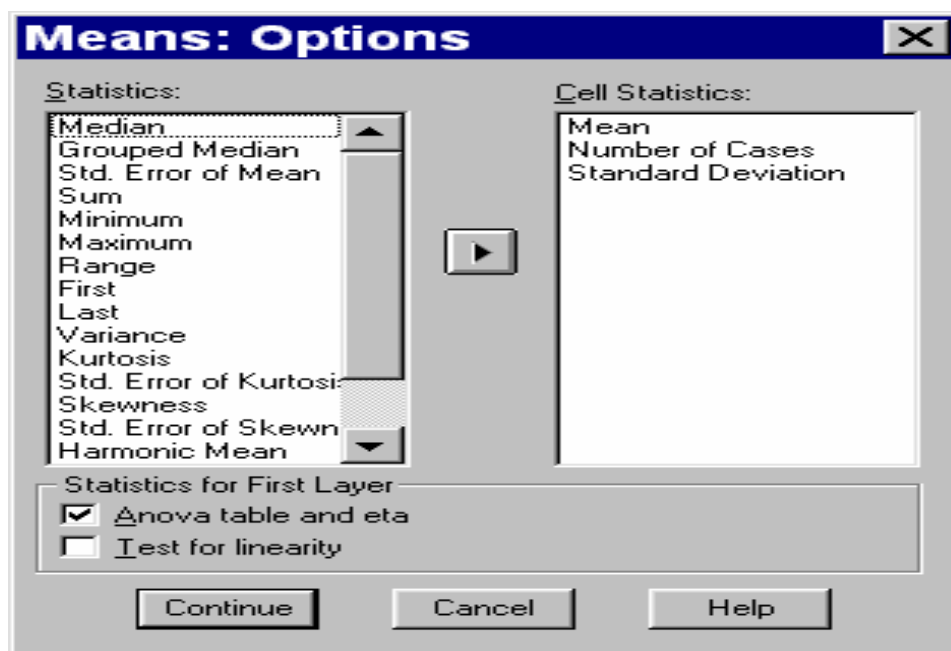 Means: Options
Statistics:
Median
Grouped Median
Std. Error of Mean
Sum
Minimum
Maximum
Range
First
Last
Variance
Kurtosis
Std. Error of Kurtosis
Skewness
Std. Error of Skewn
Harmonic Mean
Cell Statistics:
Mean
Number of Cases
Standard Deviation
Statistics for First Layer
Anova table and eta
Test for linearity
Continue
Cancel
Help